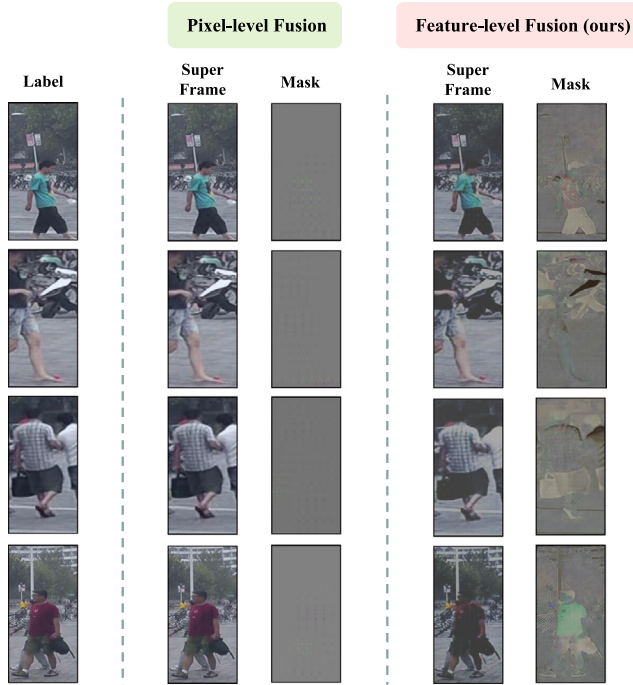 Pixel-level Fusion
Feature-level Fusion (ours)
Label
Super
Frame
Mask
Super
Frame
Mask